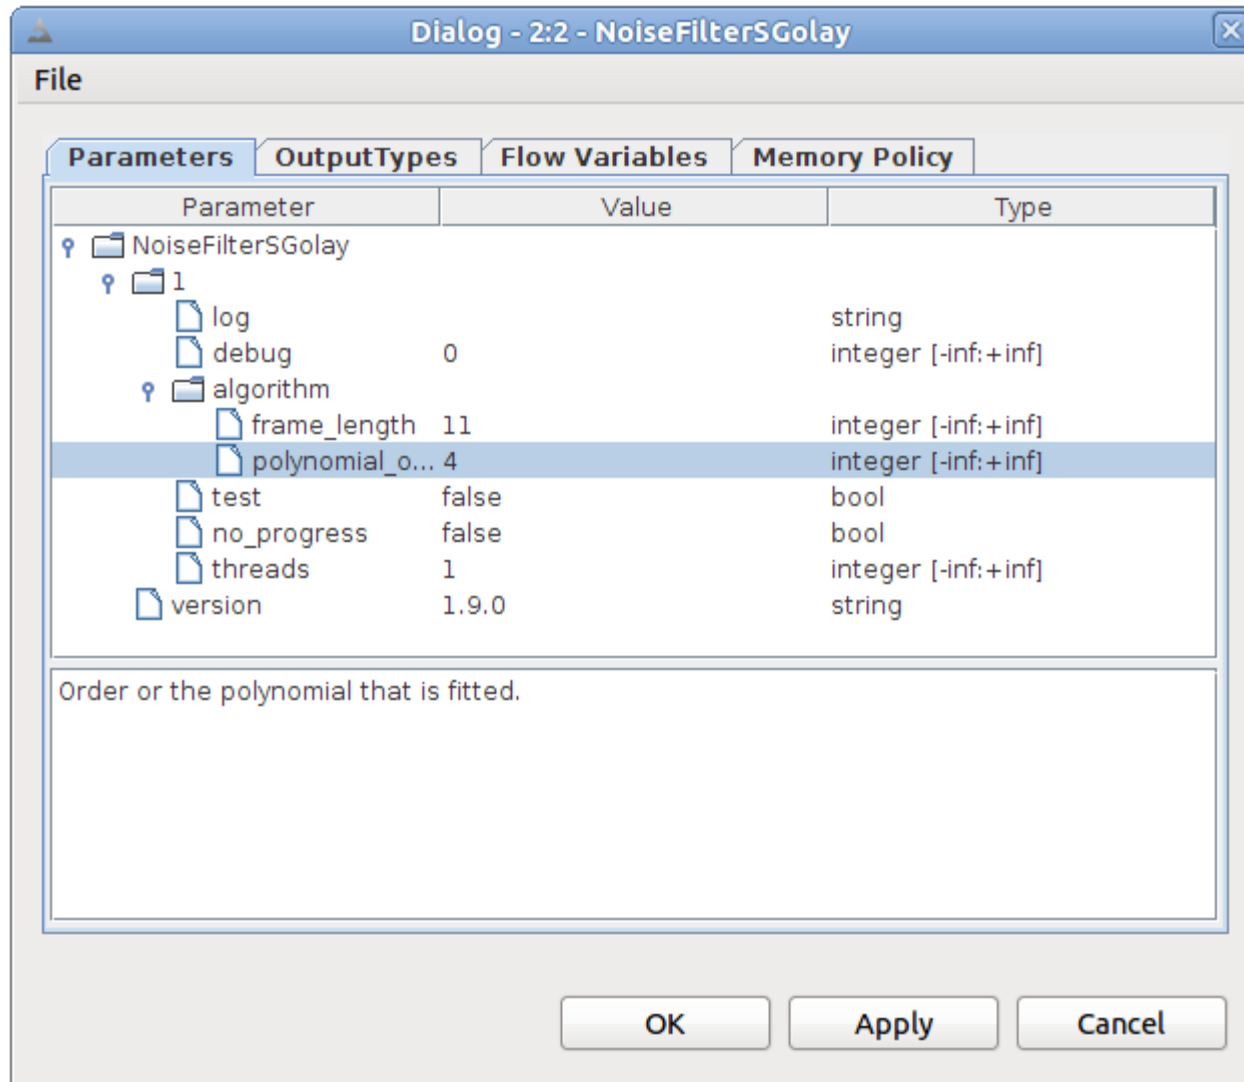 Dialog - 2:2 - NoiseFilterSGolay
File
Parameters OutputTypes Flow Variables Memory Policy
Parameter Value Type
NoiseFilterSGolay
1
log string
debug 0 integer [-inf:+inf]
algorithm
frame_length 11 integer [-inf:+inf]
polynomial_o... 4 integer [-inf:+inf]
test false bool
no_progress false bool
threads 1 integer [-inf:+inf]
version 1.9.0 string
Order or the polynomial that is fitted.
OK Apply Cancel